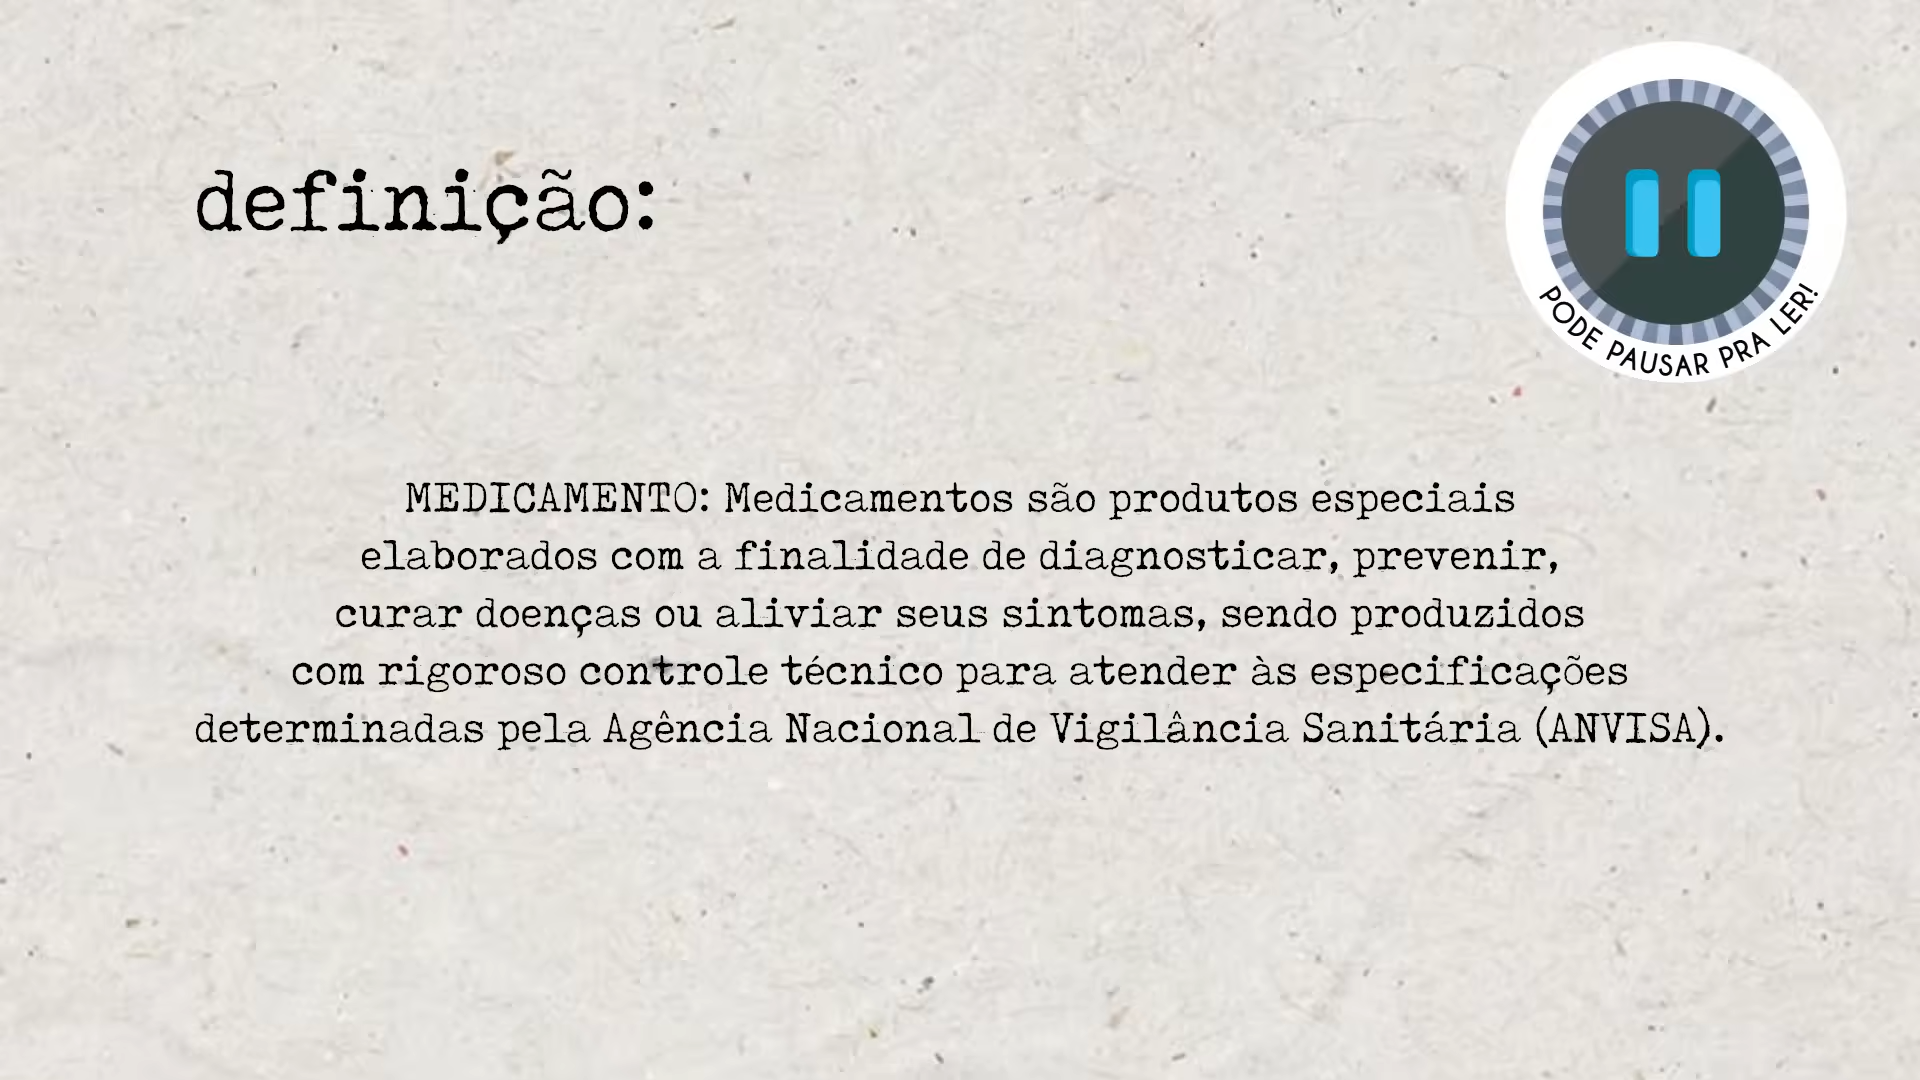 definição:
PODE PAUSAR PRA LER!
MEDICAMENTO: Medicamentos são produtos especiais
elaborados com a finalidade de diagnosticar, prevenir,
curar doenças ou aliviar seus sintomas, sendo produzidos
com rigoroso controle técnico para atender às especificações
determinadas pela Agência Nacional de Vigilância Sanitária (ANVISA).